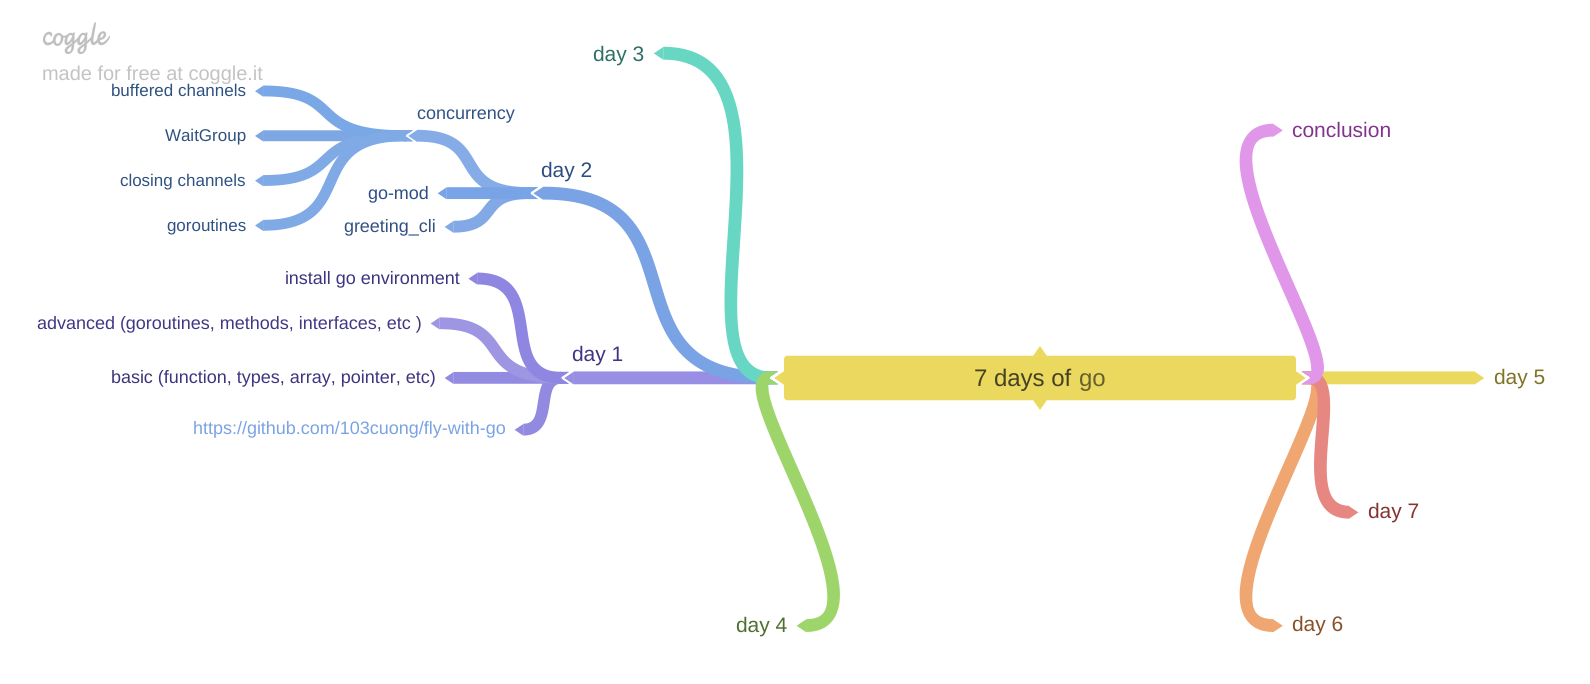 coggle
made for free at coggle.it
buffered channels
WaitGroup
closing channels
goroutines
concurrency
go-mod
greeting_cli
day 2
day 3
install go environment
advanced (goroutines, methods, interfaces, etc )
basic (function, types, array, pointer, etc)
https://github.com/103cuong/fly-with-go
day 1
day 4
7 days of go
conclusion
day 5
day 7
day 6